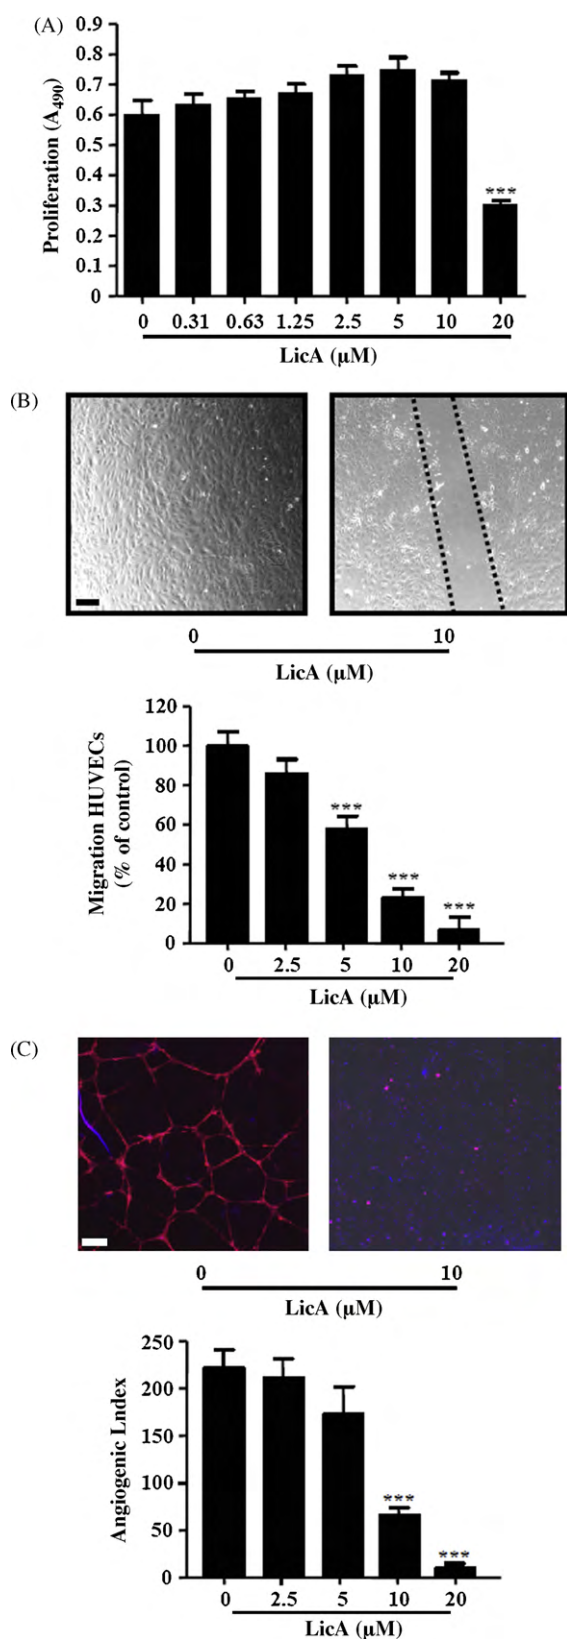 (A)
Proliferation (A490)
0.9
0.8
0.7
0.6
0.5
0.4
0.3
0.2
0.1
0
***
0 0.31 0.63 1.25 2.5 5 10 20
LicA (µM)
(B)
0 10
LicA (µM)
Migration HUVECs
(% of control)
120
100
80
60
40
20
0
*** *** ***
0 2.5 5 10 20
LicA (µM)
(C)
0 10
LicA (µM)
Angiogenic Lndex
250
200
150
100
50
0
*** ***
0 2.5 5 10 20
LicA (µM)